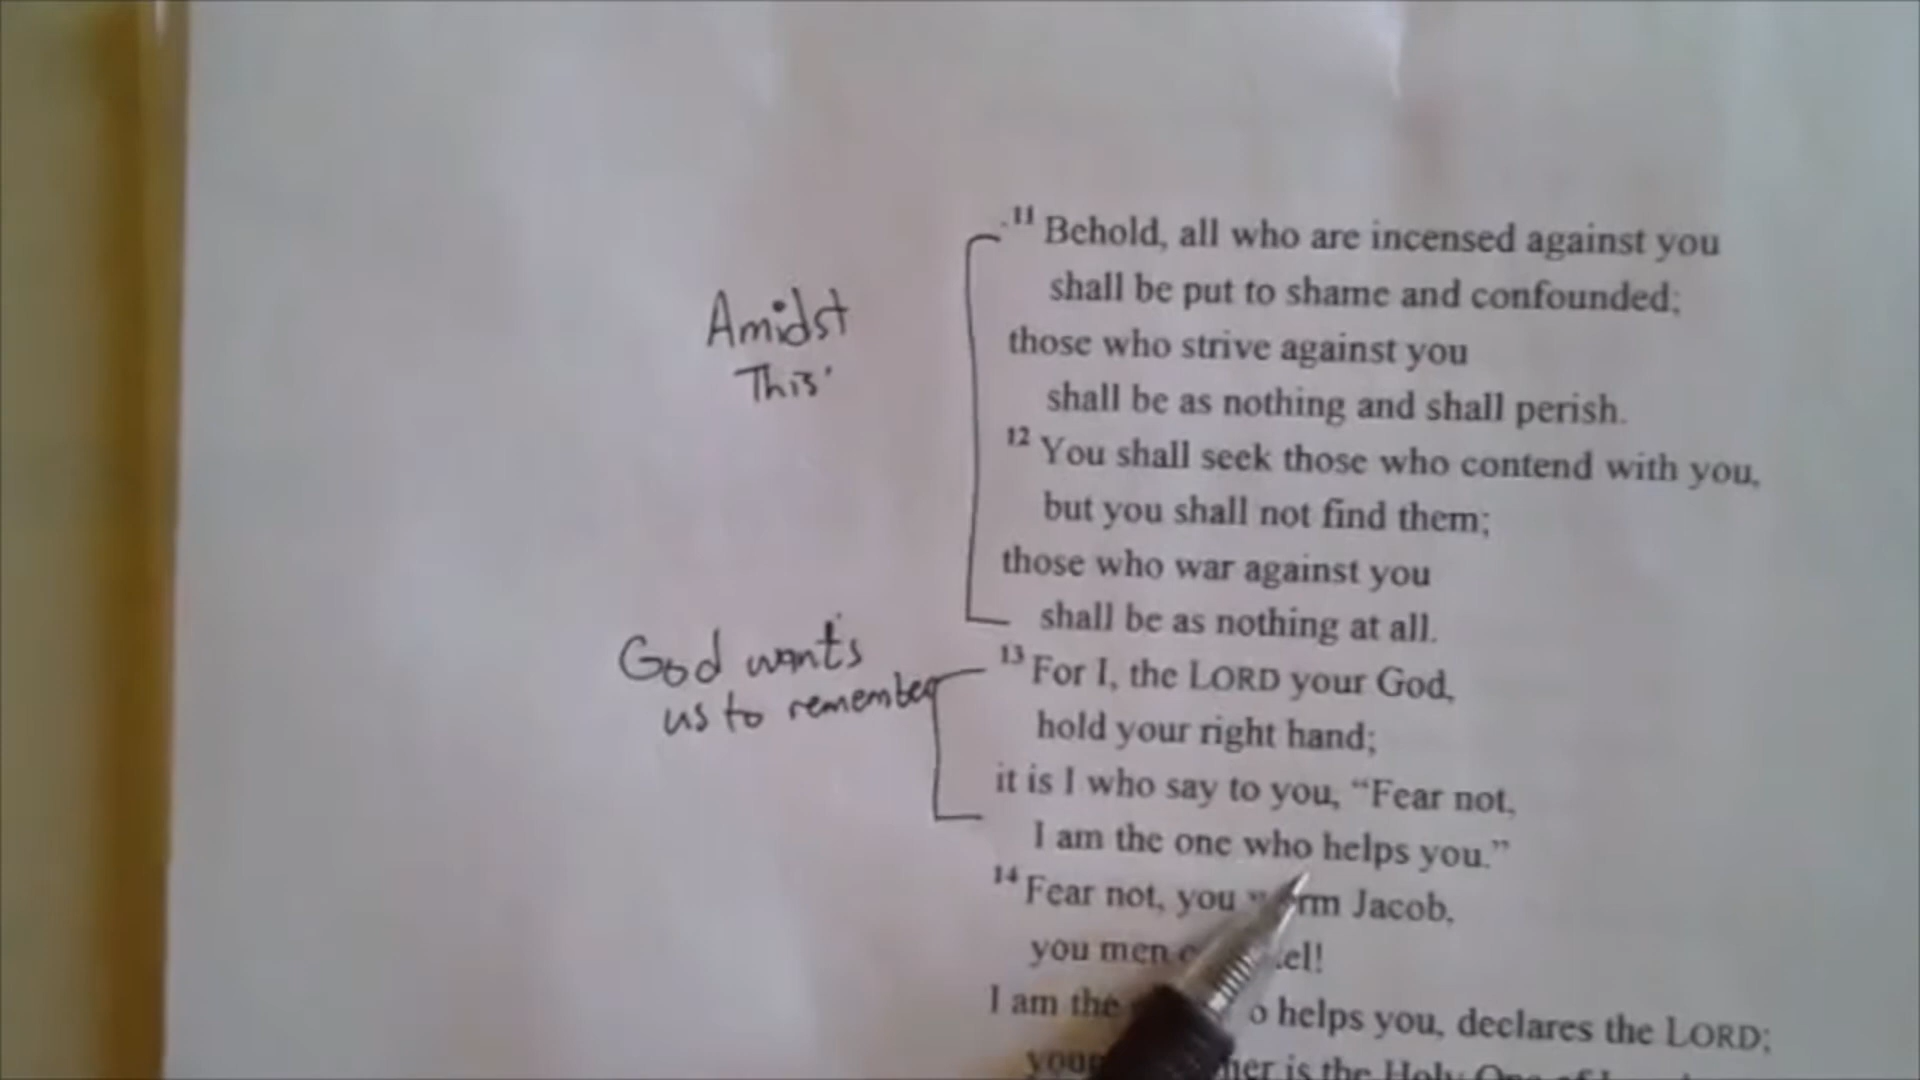 Amidst
This
11 Behold, all who are incensed against you
shall be put to shame and confounded;
those who strive against you
shall be as nothing and shall perish.
12 You shall seek those who contend with you,
but you shall not find them;
those who war against you
shall be as nothing at all.
God wants
us to remember
13 For I, the LORD your God,
hold your right hand;
it is I who say to you, “Fear not,
I am the one who helps you.”
14 Fear not, you Jacob,
you men
I am the helps you, declares the LORD;
is the Holy One of